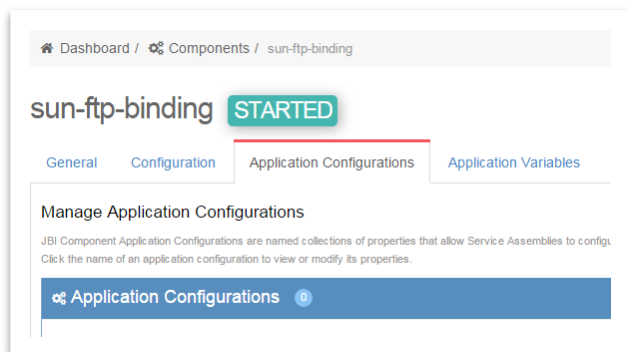 Dashboard / Components / sun-ftp-binding
sun-ftp-binding STARTED
General Configuration Application Configurations Application Variables
Manage Application Configurations
JBI Component Application Configurations are named collections of properties that allow Service Assemblies to configu
Click the name of an application configuration to view or modify its properties.
Application Configurations 0